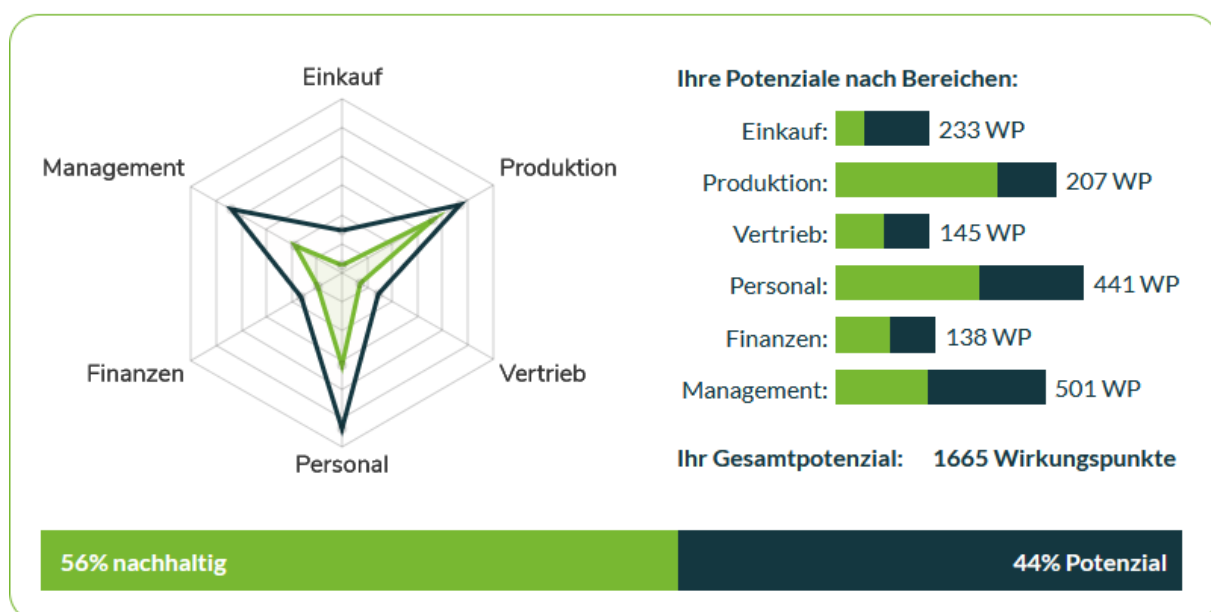 Einkauf
Management
Produktion
Finanzen
Vertrieb
Personal
Ihre Potenziale nach Bereichen:
Einkauf: 233 WP
Produktion: 207 WP
Vertrieb: 145 WP
Personal: 441 WP
Finanzen: 138 WP
Management: 501 WP
Ihr Gesamtpotenzial: 1665 Wirkungspunkte
56% nachhaltig 44% Potenzial